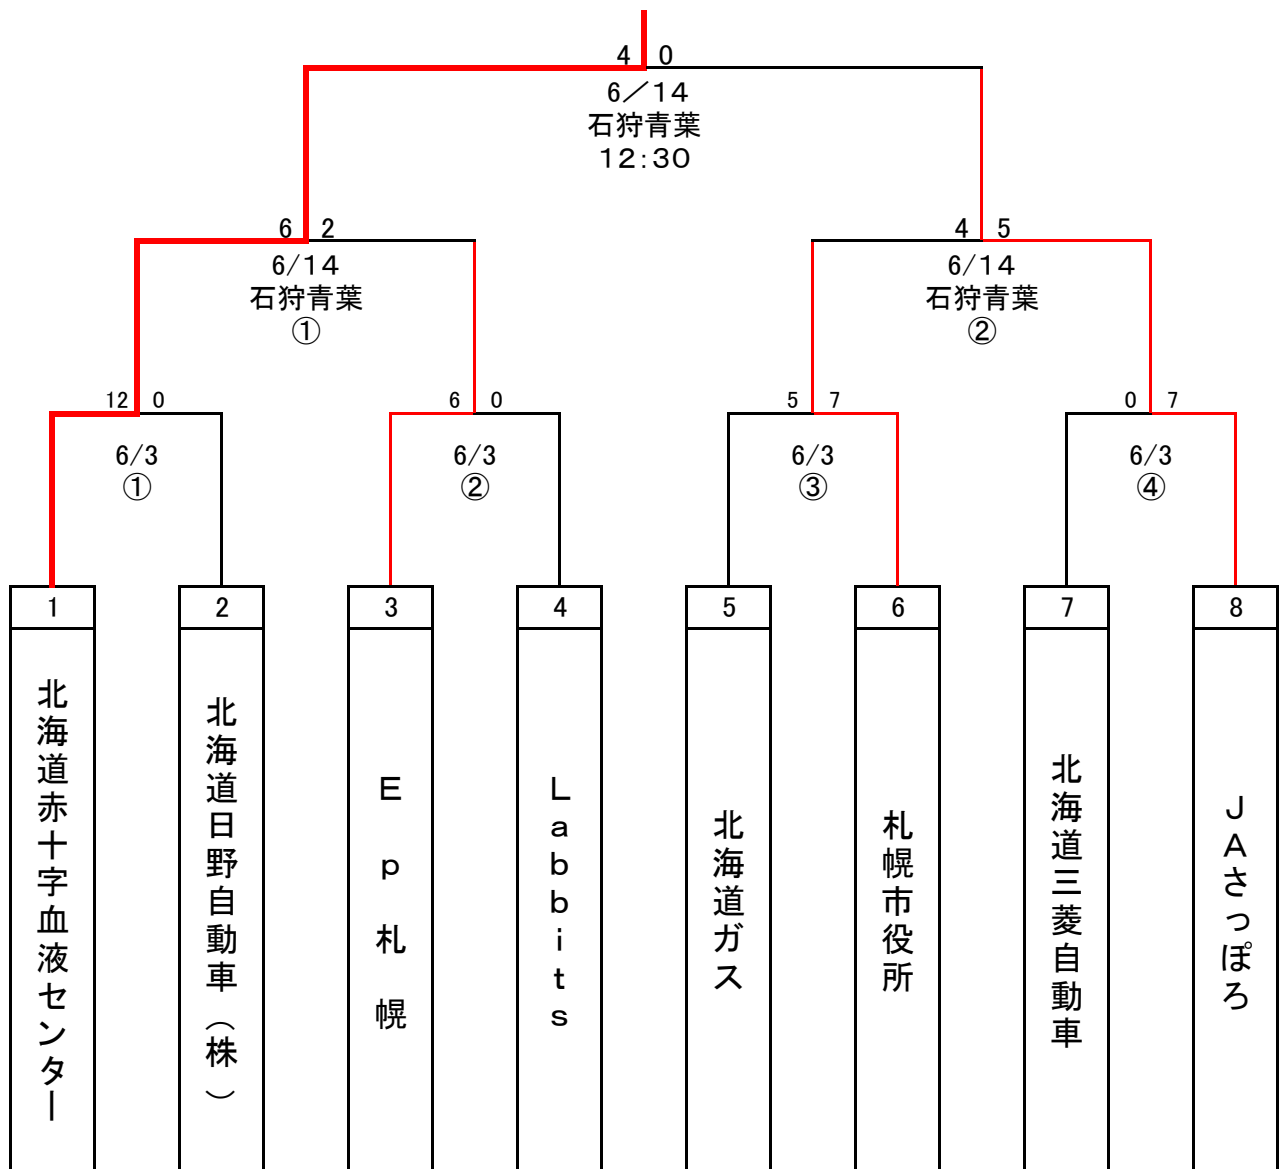 4 0
6／14
石狩青葉
12:30
6 2
6/14
石狩青葉
①
4 5
6/14
石狩青葉
②
12 0
6/3
①
6 0
6/3
②
5 7
6/3
③
0 7
6/3
④
1
北海道赤十字血液センター
2
北海道日野自動車（株）
3
Ｅｐ札幌
4
Ｌａｂｂｉｔｓ
5
北海道ガス
6
札幌市役所
7
北海道三菱自動車
8
ＪＡさっぽろ